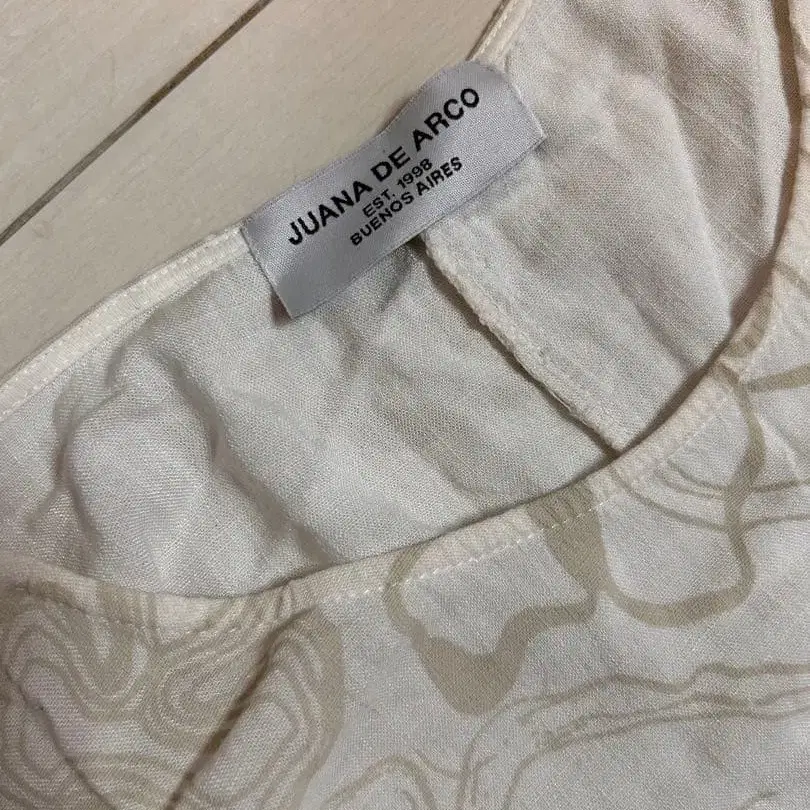 JUANA DE ARCO
EST. 1998
BUENOS AIRES